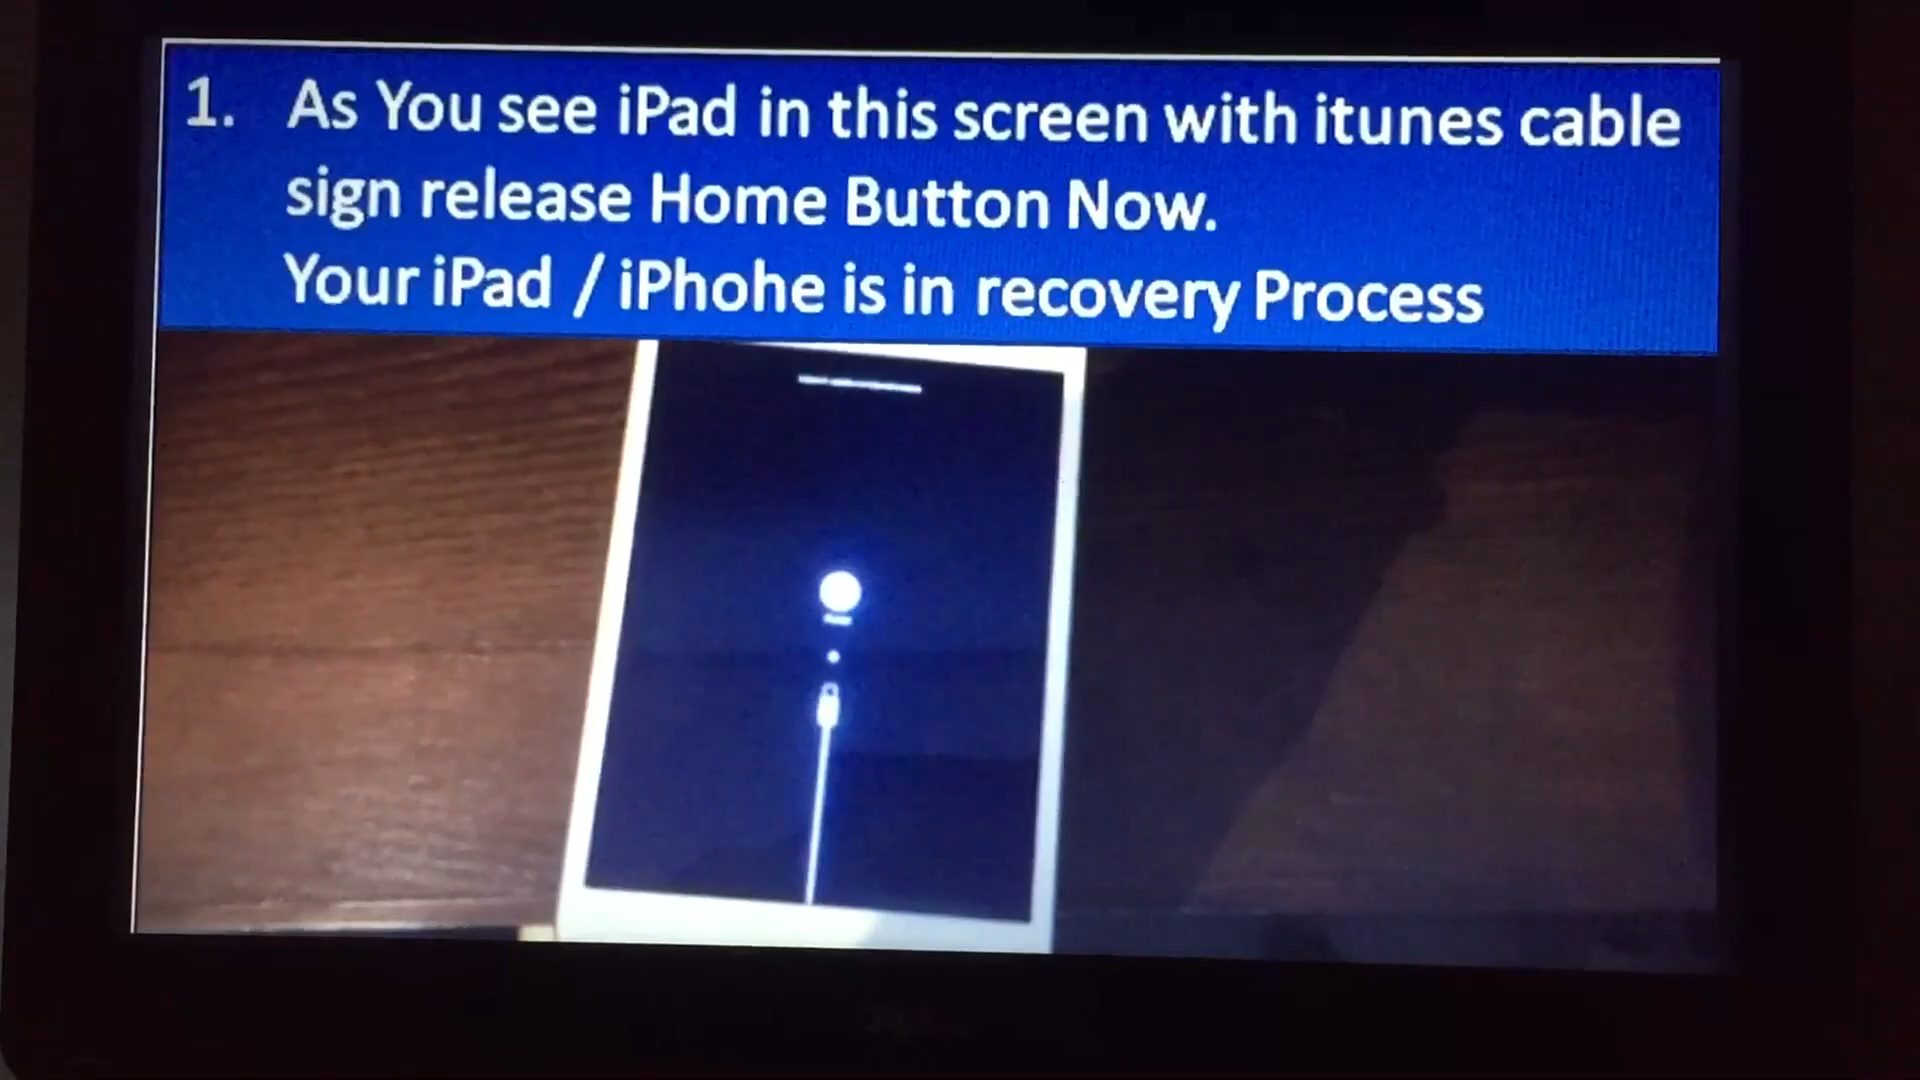 1. As You see iPad in this screen with itunes cable
sign release Home Button Now.
Your iPad / iPhohe is in recovery Process